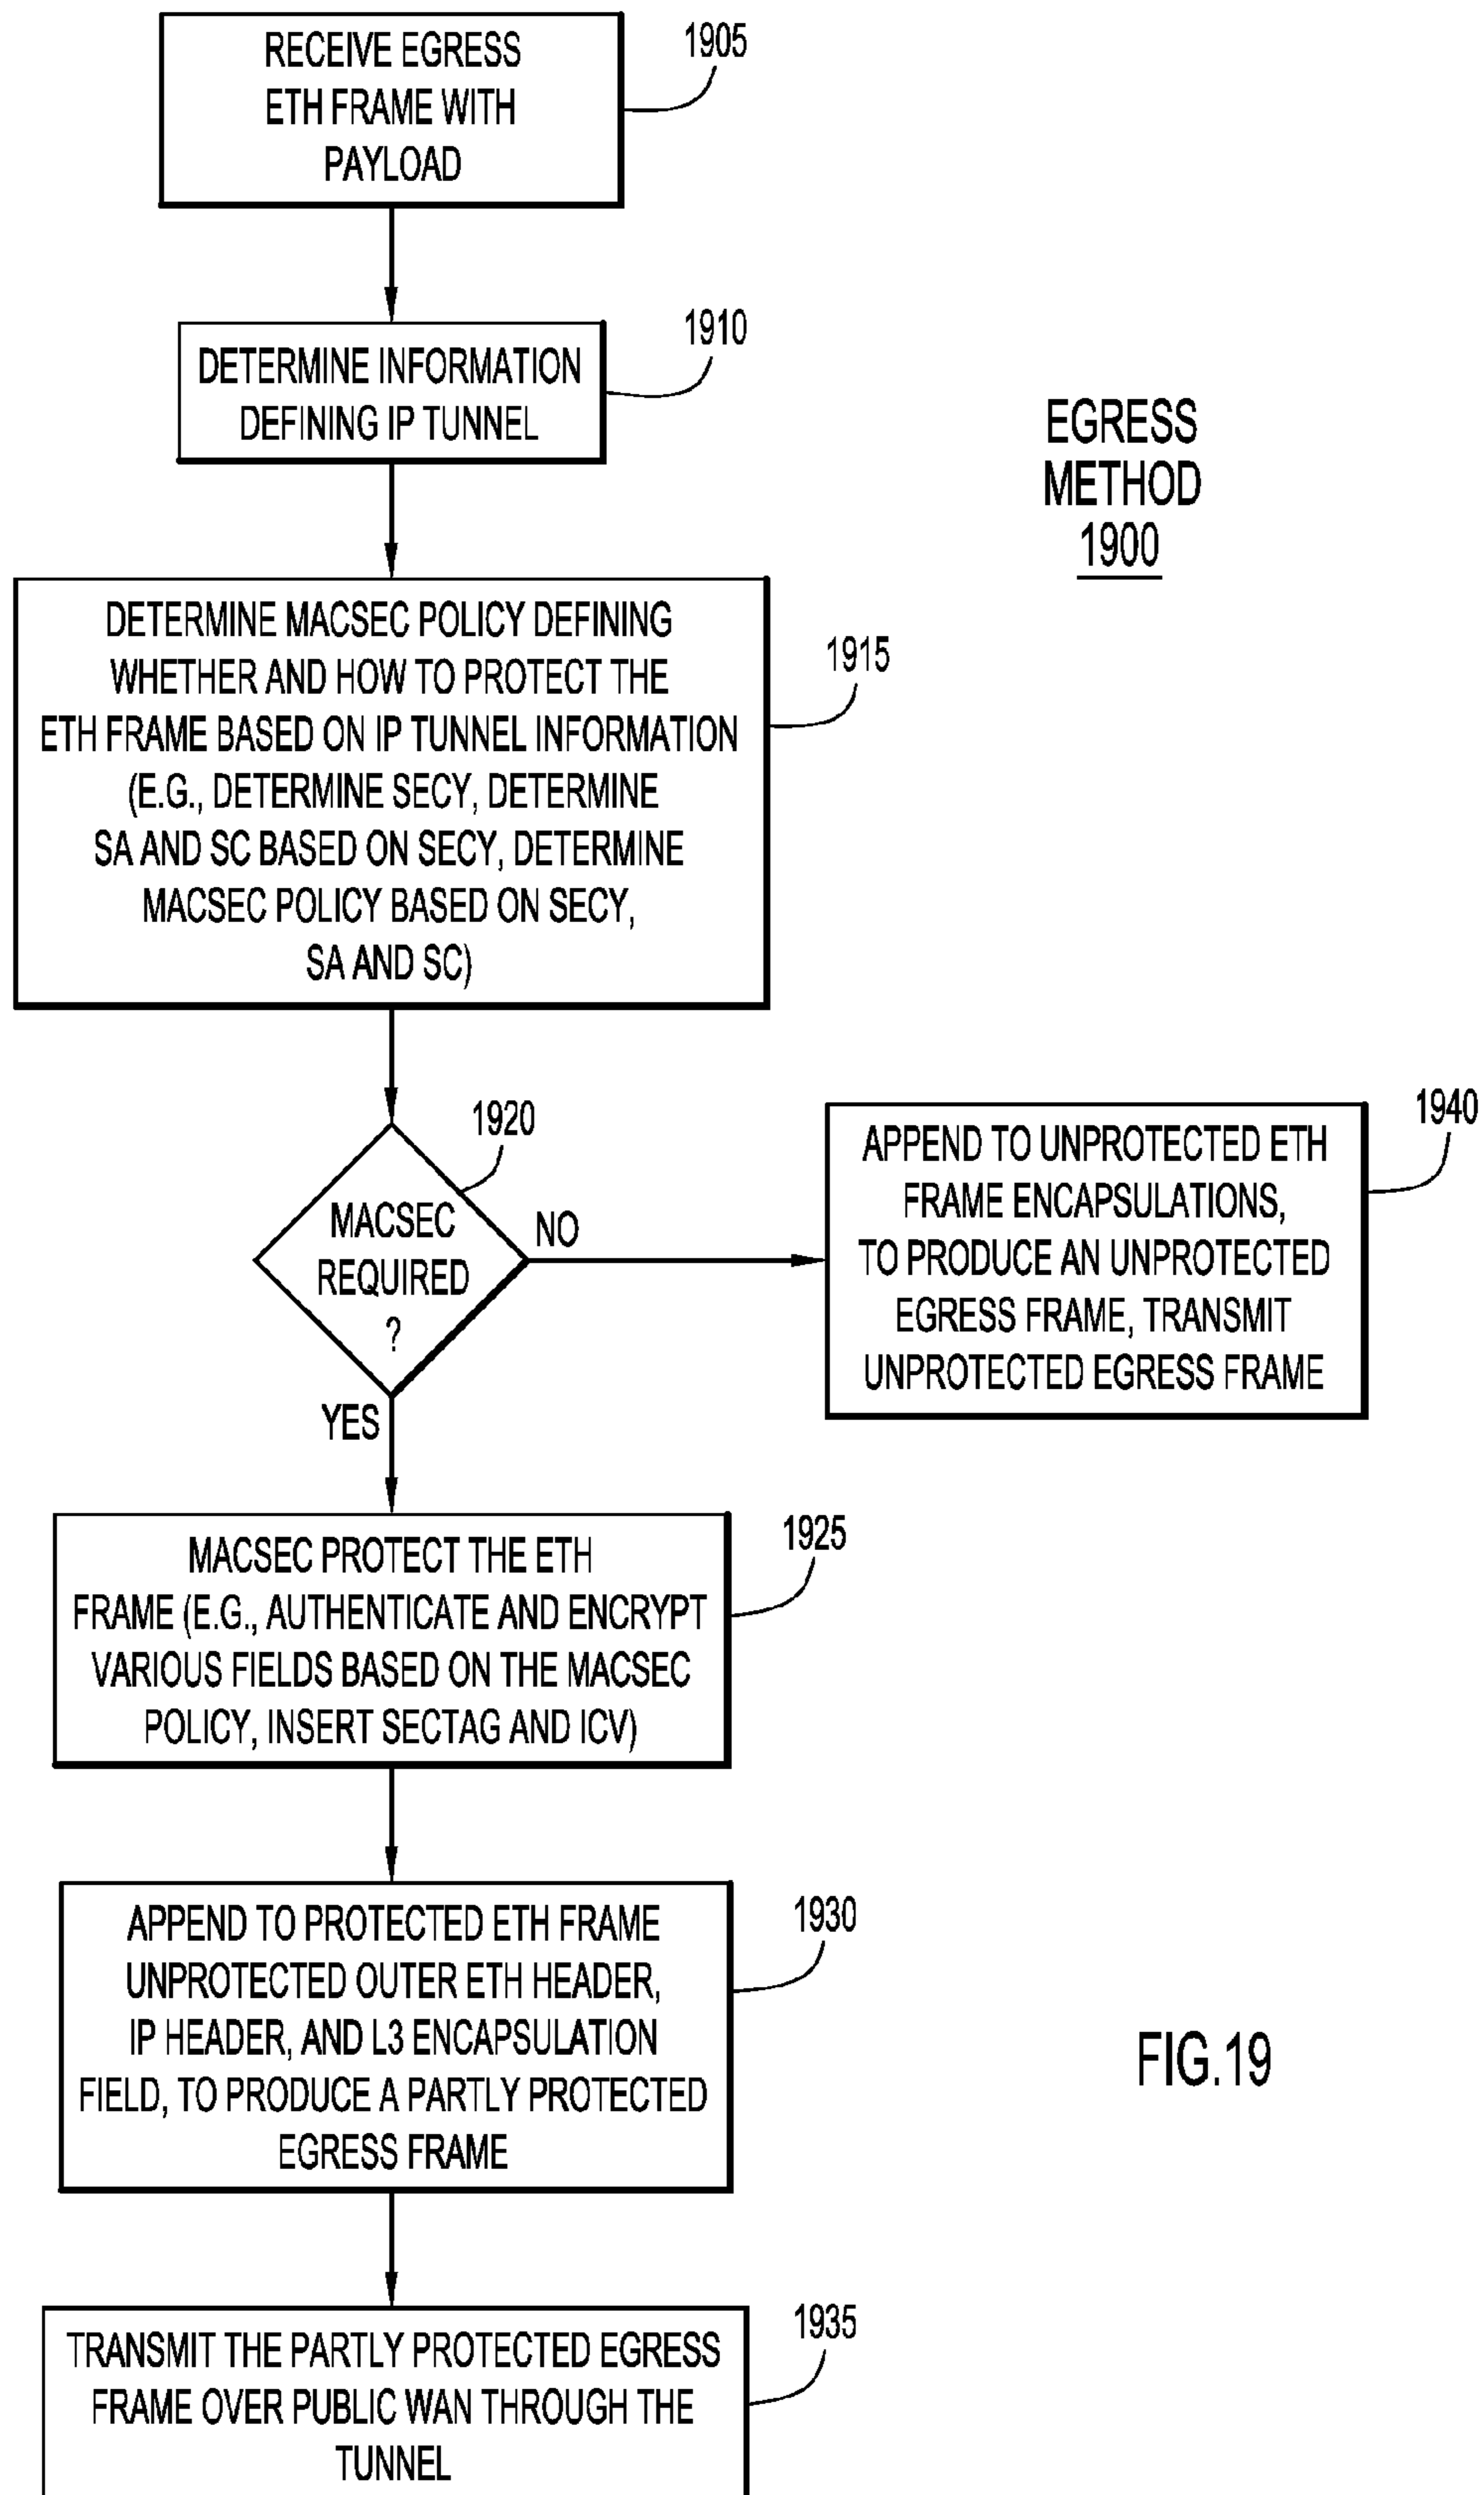 RECEIVE EGRESS
ETH FRAME WITH
PAYLOAD
1905
DETERMINE INFORMATION
DEFINING IP TUNNEL
1910
EGRESS
METHOD
1900
DETERMINE MACSEC POLICY DEFINING
WHETHER AND HOW TO PROTECT THE
ETH FRAME BASED ON IP TUNNEL INFORMATION
(E.G., DETERMINE SECY, DETERMINE
SA AND SC BASED ON SECY, DETERMINE
MACSEC POLICY BASED ON SECY,
SA AND SC)
1915
MACSEC
REQUIRED
?
1920
NO
YES
APPEND TO UNPROTECTED ETH
FRAME ENCAPSULATIONS,
TO PRODUCE AN UNPROTECTED
EGRESS FRAME, TRANSMIT
UNPROTECTED EGRESS FRAME
1940
MACSEC PROTECT THE ETH
FRAME (E.G., AUTHENTICATE AND ENCRYPT
VARIOUS FIELDS BASED ON THE MACSEC
POLICY, INSERT SECTAG AND ICV)
1925
APPEND TO PROTECTED ETH FRAME
UNPROTECTED OUTER ETH HEADER,
IP HEADER, AND L3 ENCAPSULATION
FIELD, TO PRODUCE A PARTLY PROTECTED
EGRESS FRAME
1930
FIG.19
TRANSMIT THE PARTLY PROTECTED EGRESS
FRAME OVER PUBLIC WAN THROUGH THE
TUNNEL
1935